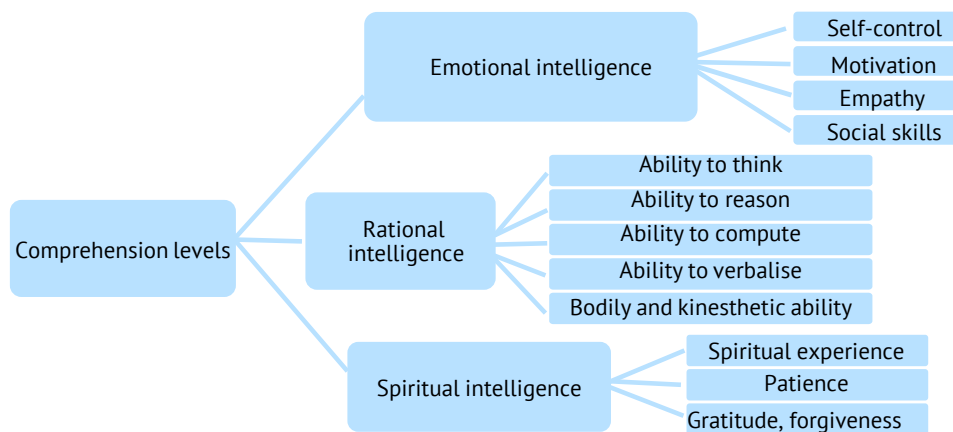 Comprehension levels
Emotional intelligence
Self-control
Motivation
Empathy
Social skills
Rational
intelligence
Ability to think
Ability to reason
Ability to compute
Ability to verbalise
Bodily and kinesthetic ability
Spiritual intelligence
Spiritual experience
Patience
Gratitude, forgiveness